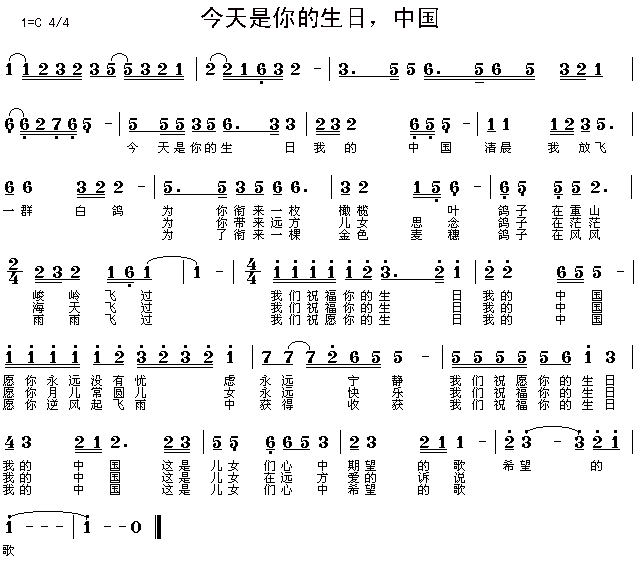 今天是你的生日，中国
1=C 4/4
1 1 2 3 2 3 5 5 3 2 1 | 2 2 1 6 3 2 - | 3. 5 5 6. 5 6 5 3 2 1 |
6 6 2 7 6 5 - | 5 5 5 3 5 6. 3 3 | 2 3 2 6 5 5 | 1 1 1 2 3 5
今 天是你的生 日 我 的 中 国 清晨 我 放飞
6 6 3 2 2 - | 5. 5 3 5 6 6. | 3 2 1 5 6 - | 6 5 5 5 2. |
一群 白鸽 为 你衔来一枚 橄榄 叶 鸽子 在重山
为 你带来远方 儿女 思念 鸽子 在茫茫
为 了衔来一棵 金色 麦穗 鸽子 在风风
2/4 2 3 2 1 6 1 | 1 - | 4/4 1 1 1 1 1 2 3. 2 1 | 2 2 6 5 5 |
峻岭飞过 我们祝福你的生 日 我的 中国
海天飞过 我们祝福你的生 日 我的 中国
雨雨飞过 我们祝愿你的生 日 我的 中国
1 1 1 1 1 2 3 2 3 2 1 | 7 7 7 2 6 5 5 - | 5 5 5 5 5 6 1 3 |
愿你永远没有忧 虑 永远 宁静 我们祝愿你的生日
愿你月儿常圆儿 女 永远 快乐 我们祝福你的生日
愿你逆风起飞雨 中 获得 收获 我们祝福你的生日
4 3 2 1 2. 2 3 | 5 5 6 6 5 3 | 2 3 2 2 1 1 - | 2 3 - 3 2 1 |
我的 中国 这是 儿女 们心中 期望 的歌 希望 的
我的 中国 这是 儿女 在远方 爱的 诉说
我的 中国 这是 儿女 们心中 希望 的歌
1 - - - | 1 - - 0
歌